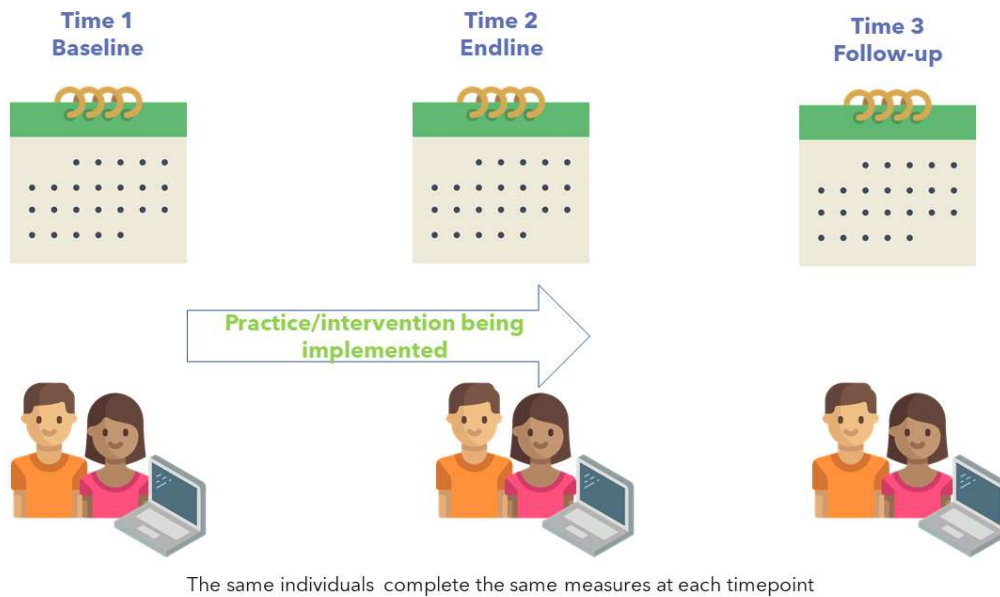 Time 1
Baseline
Time 2
Endline
Time 3
Follow-up
Practice/intervention being
implemented
The same individuals complete the same measures at each timepoint